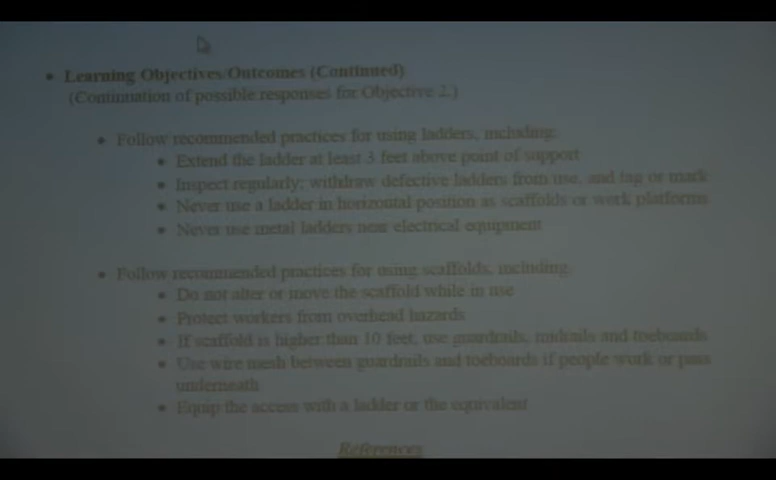 • Learning Objectives/Outcomes (Continued)
(Continuation of possible responses for Objective 2.)
• Follow recommended practices for using ladders, including:
• Extend the ladder at least 3 feet above point of support
• Inspect regularly; withdraw defective ladders from use, and tag or mark
• Never use a ladder in horizontal position as scaffolds or work platforms
• Never use metal ladders near electrical equipment
• Follow recommended practices for using scaffolds, including:
• Do not alter or move the scaffold while in use
• Protect workers from overhead hazards
• If scaffold is higher than 10 feet, use guardrails, midrails and toeboards
• Use wire mesh between guardrails and toeboards if people work or pass
underneath
• Equip the access with a ladder or the equivalent
References